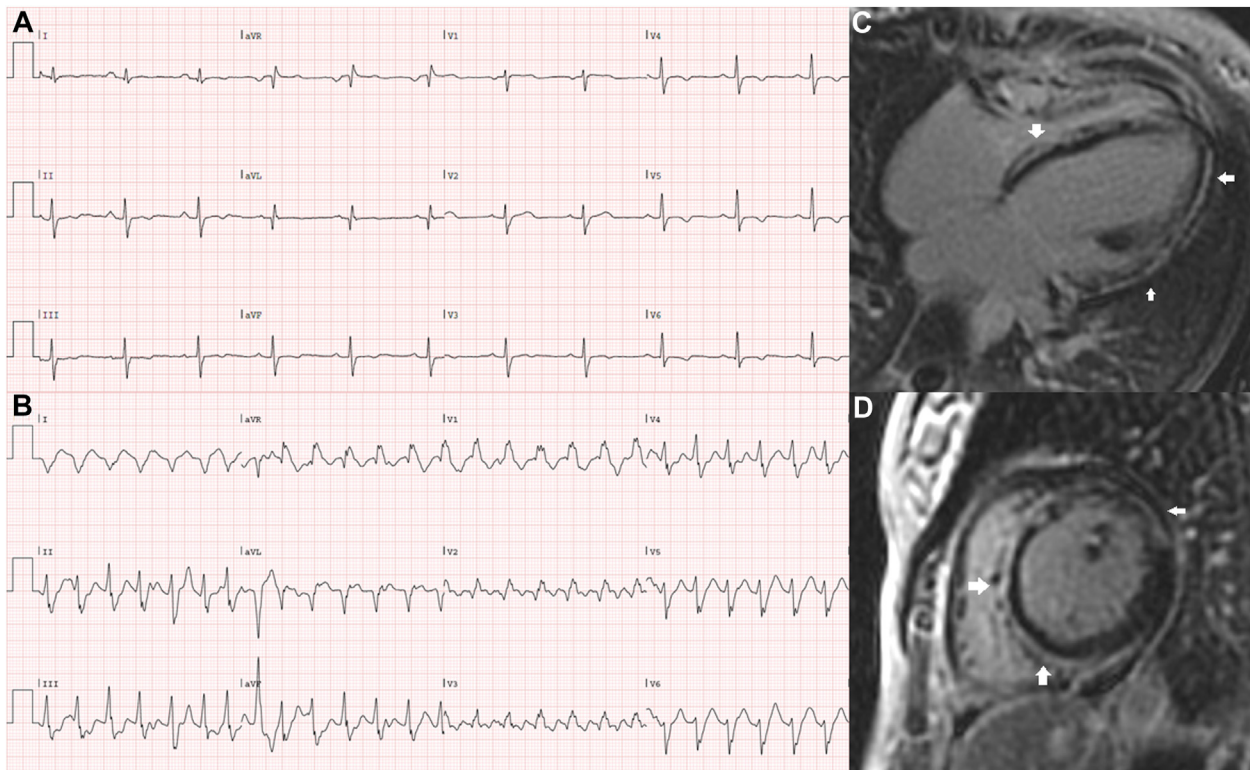 A
I aVR V1 V4
II aVL V2 V5
III aVF V3 V6
B
I aVR V1 V4
II aVL V2 V5
III aVF V3 V6
C
D